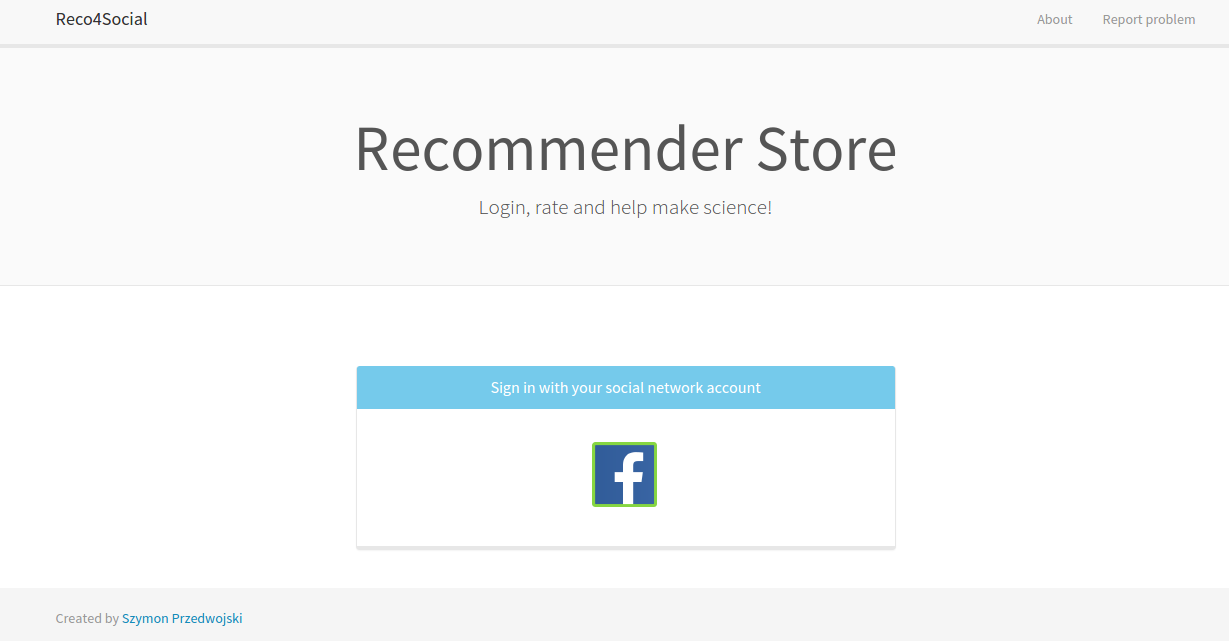 Reco4Social
About
Report problem
Recommender Store
Login, rate and help make science!
Sign in with your social network account
f
Created by Szymon Przedwojski